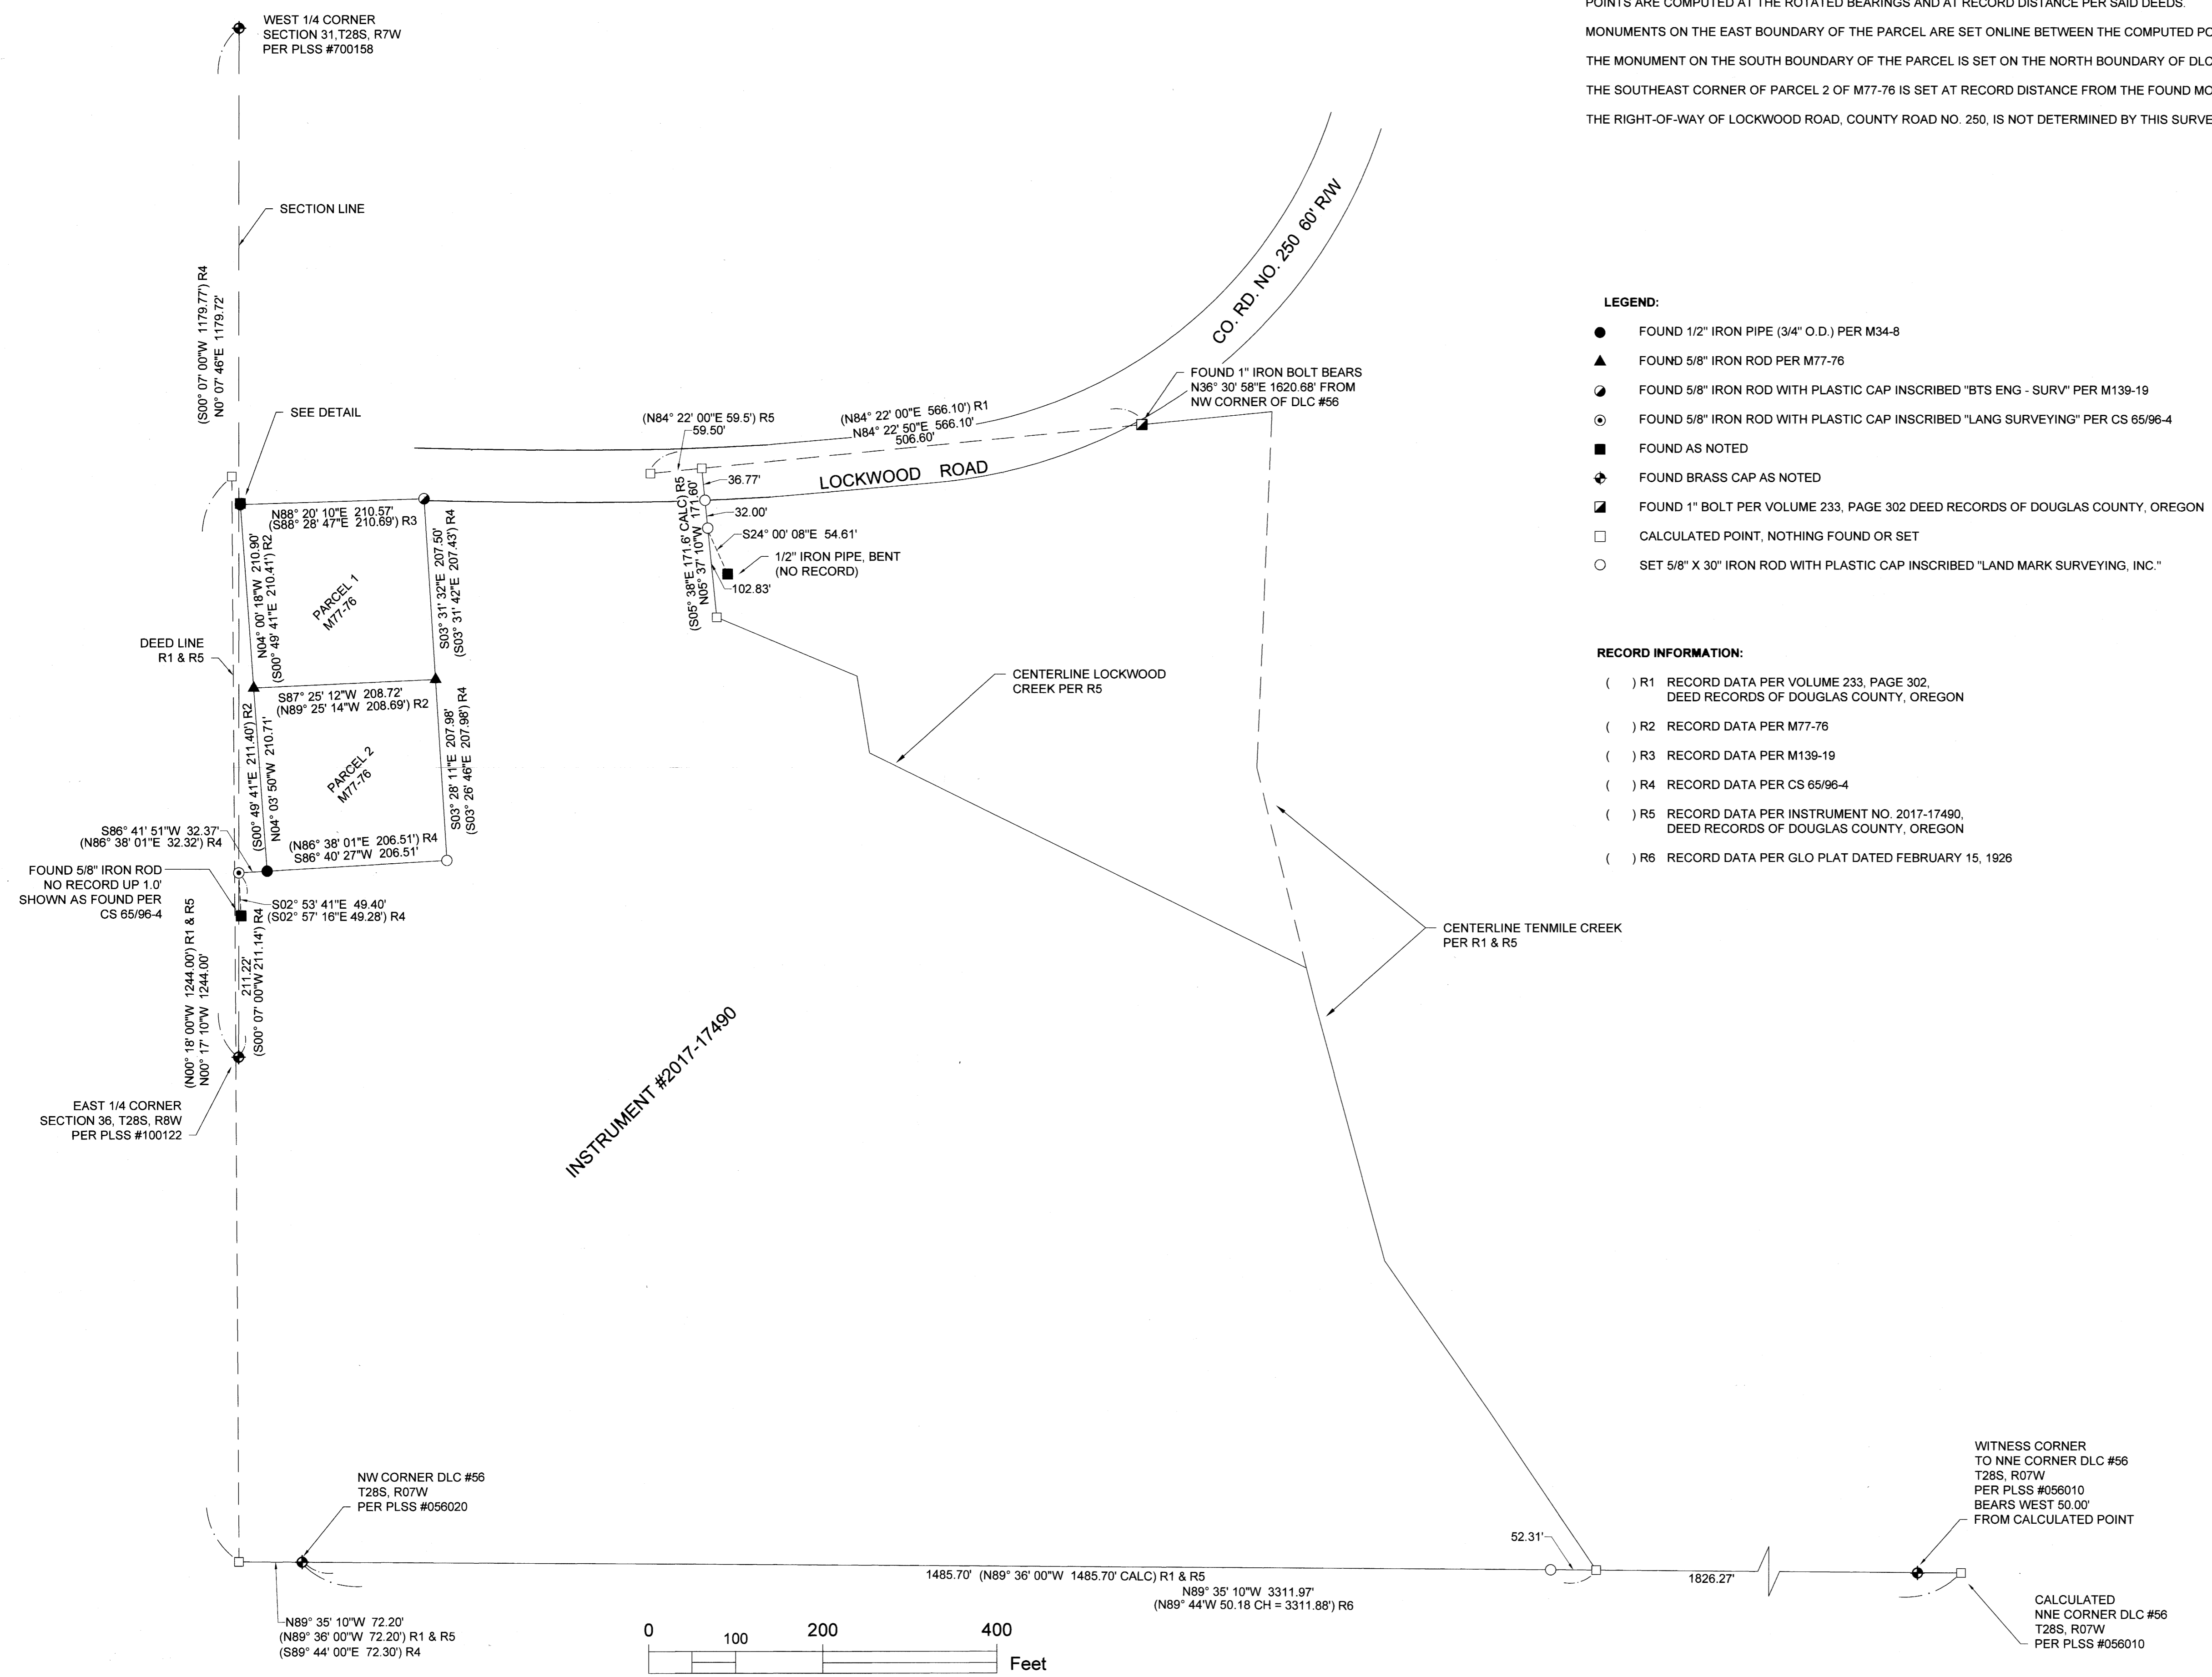 POINTS ARE COMPUTED AT THE ROTATED BEARINGS AND AT RECORD DISTANCE PER SAID DEEDS.
MONUMENTS ON THE EAST BOUNDARY OF THE PARCEL ARE SET ONLINE BETWEEN THE COMPUTED PO
THE MONUMENT ON THE SOUTH BOUNDARY OF THE PARCEL IS SET ON THE NORTH BOUNDARY OF DLC
THE SOUTHEAST CORNER OF PARCEL 2 OF M77-76 IS SET AT RECORD DISTANCE FROM THE FOUND MO
THE RIGHT-OF-WAY OF LOCKWOOD ROAD, COUNTY ROAD NO. 250, IS NOT DETERMINED BY THIS SURVE
WEST 1/4 CORNER
SECTION 31,T28S, R7W
PER PLSS #700158
SECTION LINE
(S00° 07' 00"W 1179.77') R4
N0° 07' 46"E 1179.72'
SEE DETAIL
CO. RD. NO. 250 60' R/W
FOUND 1" IRON BOLT BEARS
N36° 30' 58"E 1620.68' FROM
NW CORNER OF DLC #56
(N84° 22' 00"E 59.5') R5
59.50'
(N84° 22' 00"E 566.10') R1
N84° 22' 50"E 566.10'
506.60'
LOCKWOOD ROAD
36.77'
32.00'
S24° 00' 08"E 54.61'
1/2" IRON PIPE, BENT
(NO RECORD)
102.83'
(S05° 38"E 171.6' CALC) R5
N05° 37' 10"W 171.60'
N88° 20' 10"E 210.57'
(S88° 28' 47"E 210.69') R3
N04° 00' 18"W 210.90'
(S00° 49' 41"E 210.41') R2
PARCEL 1
M77-76
S03° 31' 32"E 207.50'
(S03° 31' 42"E 207.43') R4
DEED LINE
R1 & R5
S87° 25' 12"W 208.72'
(N89° 25' 14"W 208.69') R2
(S00° 49' 41"E 211.40') R2
N04° 03' 50"W 210.71'
PARCEL 2
M77-76
S03° 28' 11"E 207.98'
(S03° 26' 46"E 207.98') R4
S86° 41' 51"W 32.37'
(N86° 38' 01"E 32.32') R4
(N86° 38' 01"E 206.51') R4
S86° 40' 27"W 206.51'
FOUND 5/8" IRON ROD
NO RECORD UP 1.0'
SHOWN AS FOUND PER
CS 65/96-4
S02° 53' 41"E 49.40'
(S02° 57' 16"E 49.28') R4
(N00° 18' 00"W 1244.00') R1 & R5
N00° 17' 10"W 1244.00'
211.22'
(S00° 07' 00"W 211.14') R4
EAST 1/4 CORNER
SECTION 36, T28S, R8W
PER PLSS #100122
CENTERLINE LOCKWOOD
CREEK PER R5
CENTERLINE TENMILE CREEK
PER R1 & R5
INSTRUMENT #2017-17490
LEGEND:
FOUND 1/2" IRON PIPE (3/4" O.D.) PER M34-8
FOUND 5/8" IRON ROD PER M77-76
FOUND 5/8" IRON ROD WITH PLASTIC CAP INSCRIBED "BTS ENG - SURV" PER M139-19
FOUND 5/8" IRON ROD WITH PLASTIC CAP INSCRIBED "LANG SURVEYING" PER CS 65/96-4
FOUND AS NOTED
FOUND BRASS CAP AS NOTED
FOUND 1" BOLT PER VOLUME 233, PAGE 302 DEED RECORDS OF DOUGLAS COUNTY, OREGON
CALCULATED POINT, NOTHING FOUND OR SET
SET 5/8" X 30" IRON ROD WITH PLASTIC CAP INSCRIBED "LAND MARK SURVEYING, INC."
RECORD INFORMATION:
( ) R1 RECORD DATA PER VOLUME 233, PAGE 302,
DEED RECORDS OF DOUGLAS COUNTY, OREGON
( ) R2 RECORD DATA PER M77-76
( ) R3 RECORD DATA PER M139-19
( ) R4 RECORD DATA PER CS 65/96-4
( ) R5 RECORD DATA PER INSTRUMENT NO. 2017-17490,
DEED RECORDS OF DOUGLAS COUNTY, OREGON
( ) R6 RECORD DATA PER GLO PLAT DATED FEBRUARY 15, 1926
NW CORNER DLC #56
T28S, R07W
PER PLSS #056020
N89° 35' 10"W 72.20'
(N89° 36' 00"W 72.20') R1 & R5
(S89° 44' 00"E 72.30') R4
1485.70' (N89° 36' 00"W 1485.70' CALC) R1 & R5
N89° 35' 10"W 3311.97'
(N89° 44'W 50.18 CH = 3311.88') R6
52.31'
1826.27'
WITNESS CORNER
TO NNE CORNER DLC #56
T28S, R07W
PER PLSS #056010
BEARS WEST 50.00'
FROM CALCULATED POINT
CALCULATED
NNE CORNER DLC #56
T28S, R07W
PER PLSS #056010
0 100 200 400
Feet